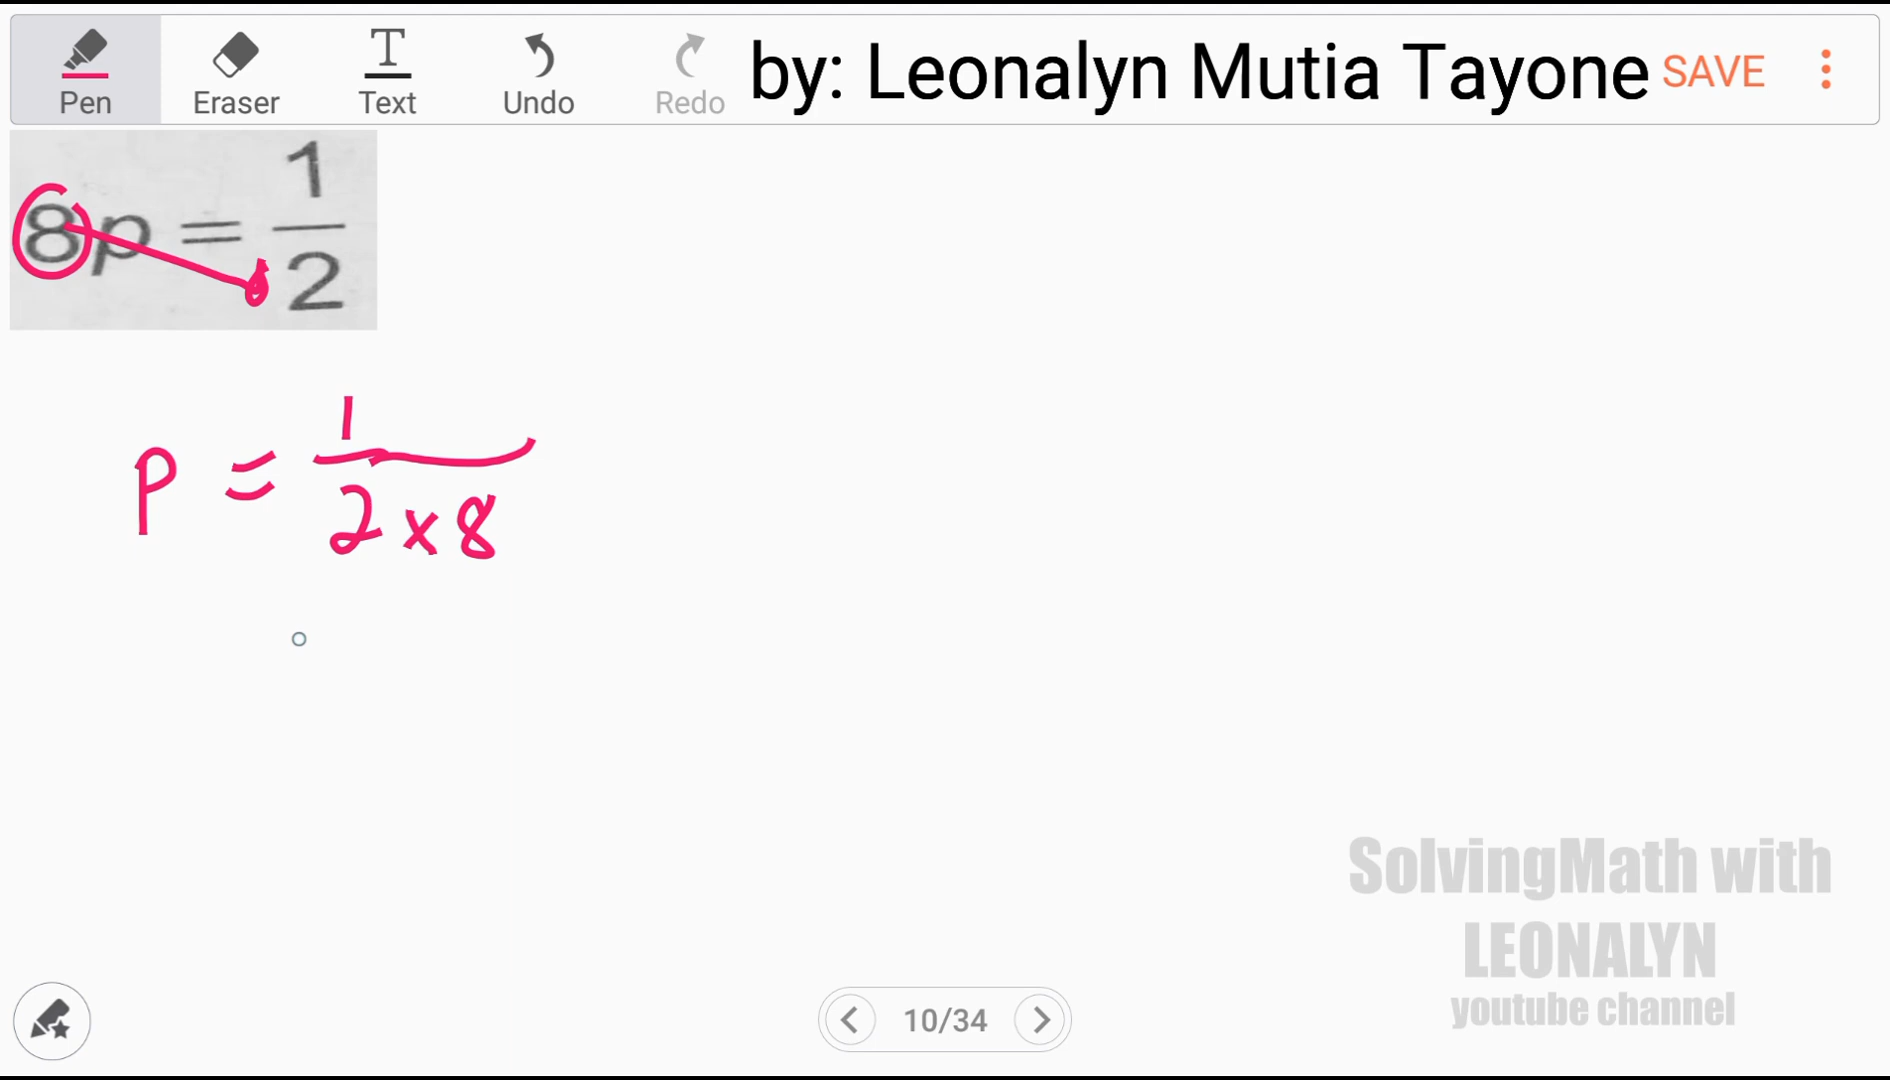 Pen Eraser Text Undo Redo by: Leonalyn Mutia Tayone SAVE
8p = 1/2
p = 1/(2 x 8)
SolvingMath with
LEONALYN
youtube channel
10/34